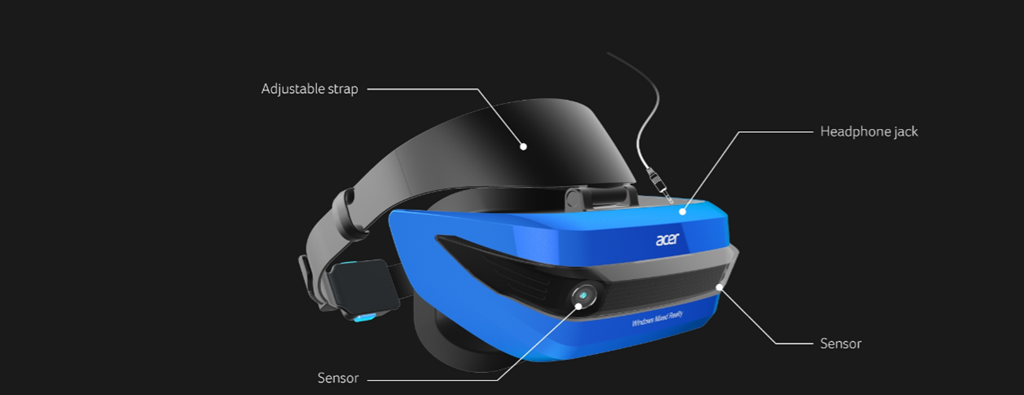 Adjustable strap
Headphone jack
acer
Windows Mixed Reality
Sensor
Sensor